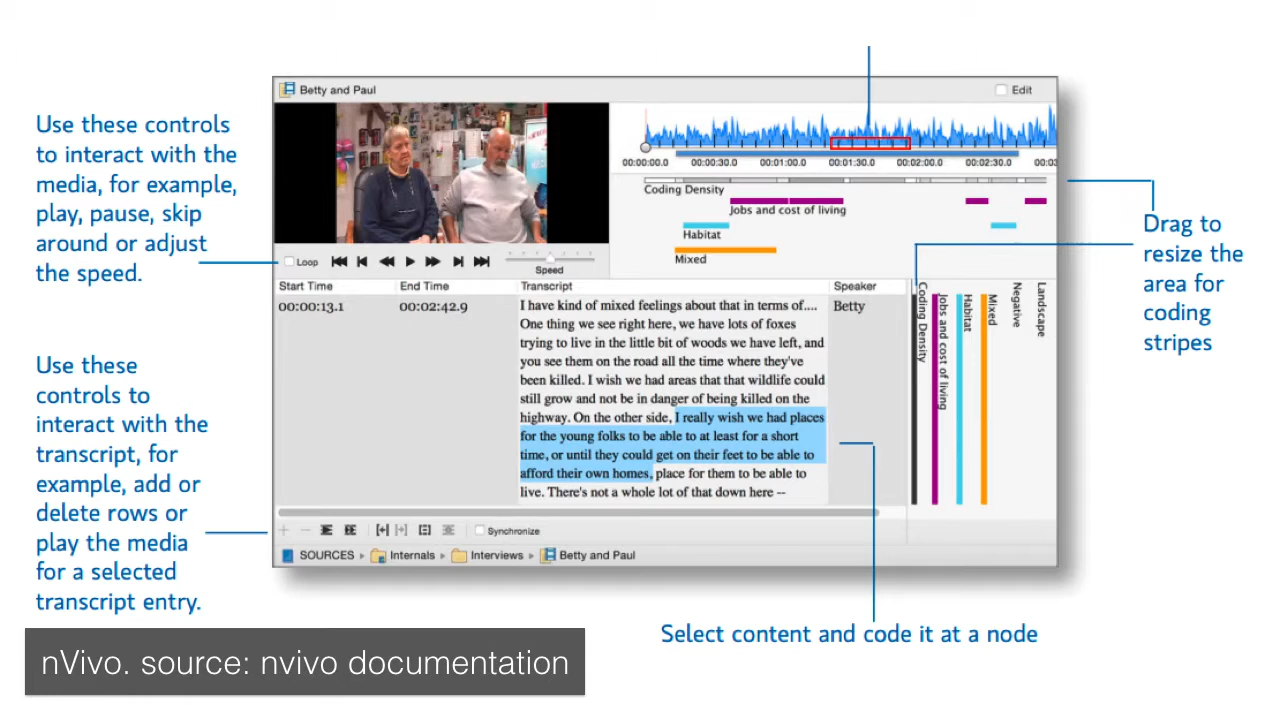 Betty and Paul
Edit
Use these controls
to interact with the
media, for example,
play, pause, skip
around or adjust
the speed.
00:00:00.0 00:00:30.0 00:01:00.0 00:01:30.0 00:02:00.0 00:02:30.0 00:03
Coding Density
Jobs and cost of living
Habitat
Mixed
Loop
Speed
Drag to
resize the
area for
coding
stripes
Start Time End Time Transcript Speaker
00:00:13.1 00:02:42.9 I have kind of mixed feelings about that in terms of.... Betty
One thing we see right here, we have lots of foxes
trying to live in the little bit of woods we have left, and
you see them on the road all the time where they've
been killed. I wish we had areas that that wildlife could
still grow and not be in danger of being killed on the
highway. On the other side, I really wish we had places
for the young folks to be able to at least for a short
time, or until they could get on their feet to be able to
afford their own homes, place for them to be able to
live. There's not a whole lot of that down here --
Coding Density
Jobs and cost of living
Habitat
Mixed
Negative
Landscape
Use these
controls to
interact with the
transcript, for
example, add or
delete rows or
play the media
for a selected
transcript entry.
Synchronize
SOURCES Internals Interviews Betty and Paul
Select content and code it at a node
nVivo. source: nvivo documentation